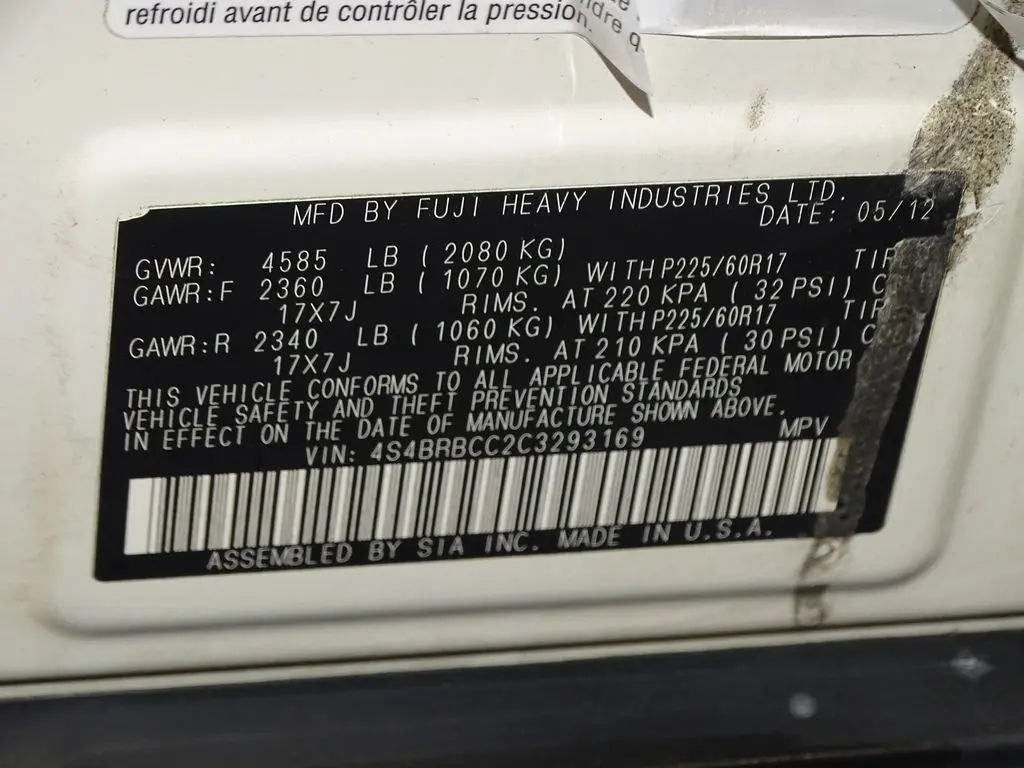 refroidi avant de contrôler la pression.
MFD BY FUJI HEAVY INDUSTRIES LTD.
DATE: 05/12
GVWR: 4585 LB ( 2080 KG)
GAWR:F 2360 LB ( 1070 KG) WITH P225/60R17 TIR
17X7J RIMS. AT 220 KPA ( 32 PSI) C
GAWR:R 2340 LB ( 1060 KG) WITH P225/60R17 TIR
17X7J RIMS. AT 210 KPA ( 30 PSI) C
THIS VEHICLE CONFORMS TO ALL APPLICABLE FEDERAL MOTOR
VEHICLE SAFETY AND THEFT PREVENTION STANDARDS
IN EFFECT ON THE DATE OF MANUFACTURE SHOWN ABOVE.
VIN: 4S4BRBCC2C3293169 MPV
ASSEMBLED BY SIA INC. MADE IN U.S.A.